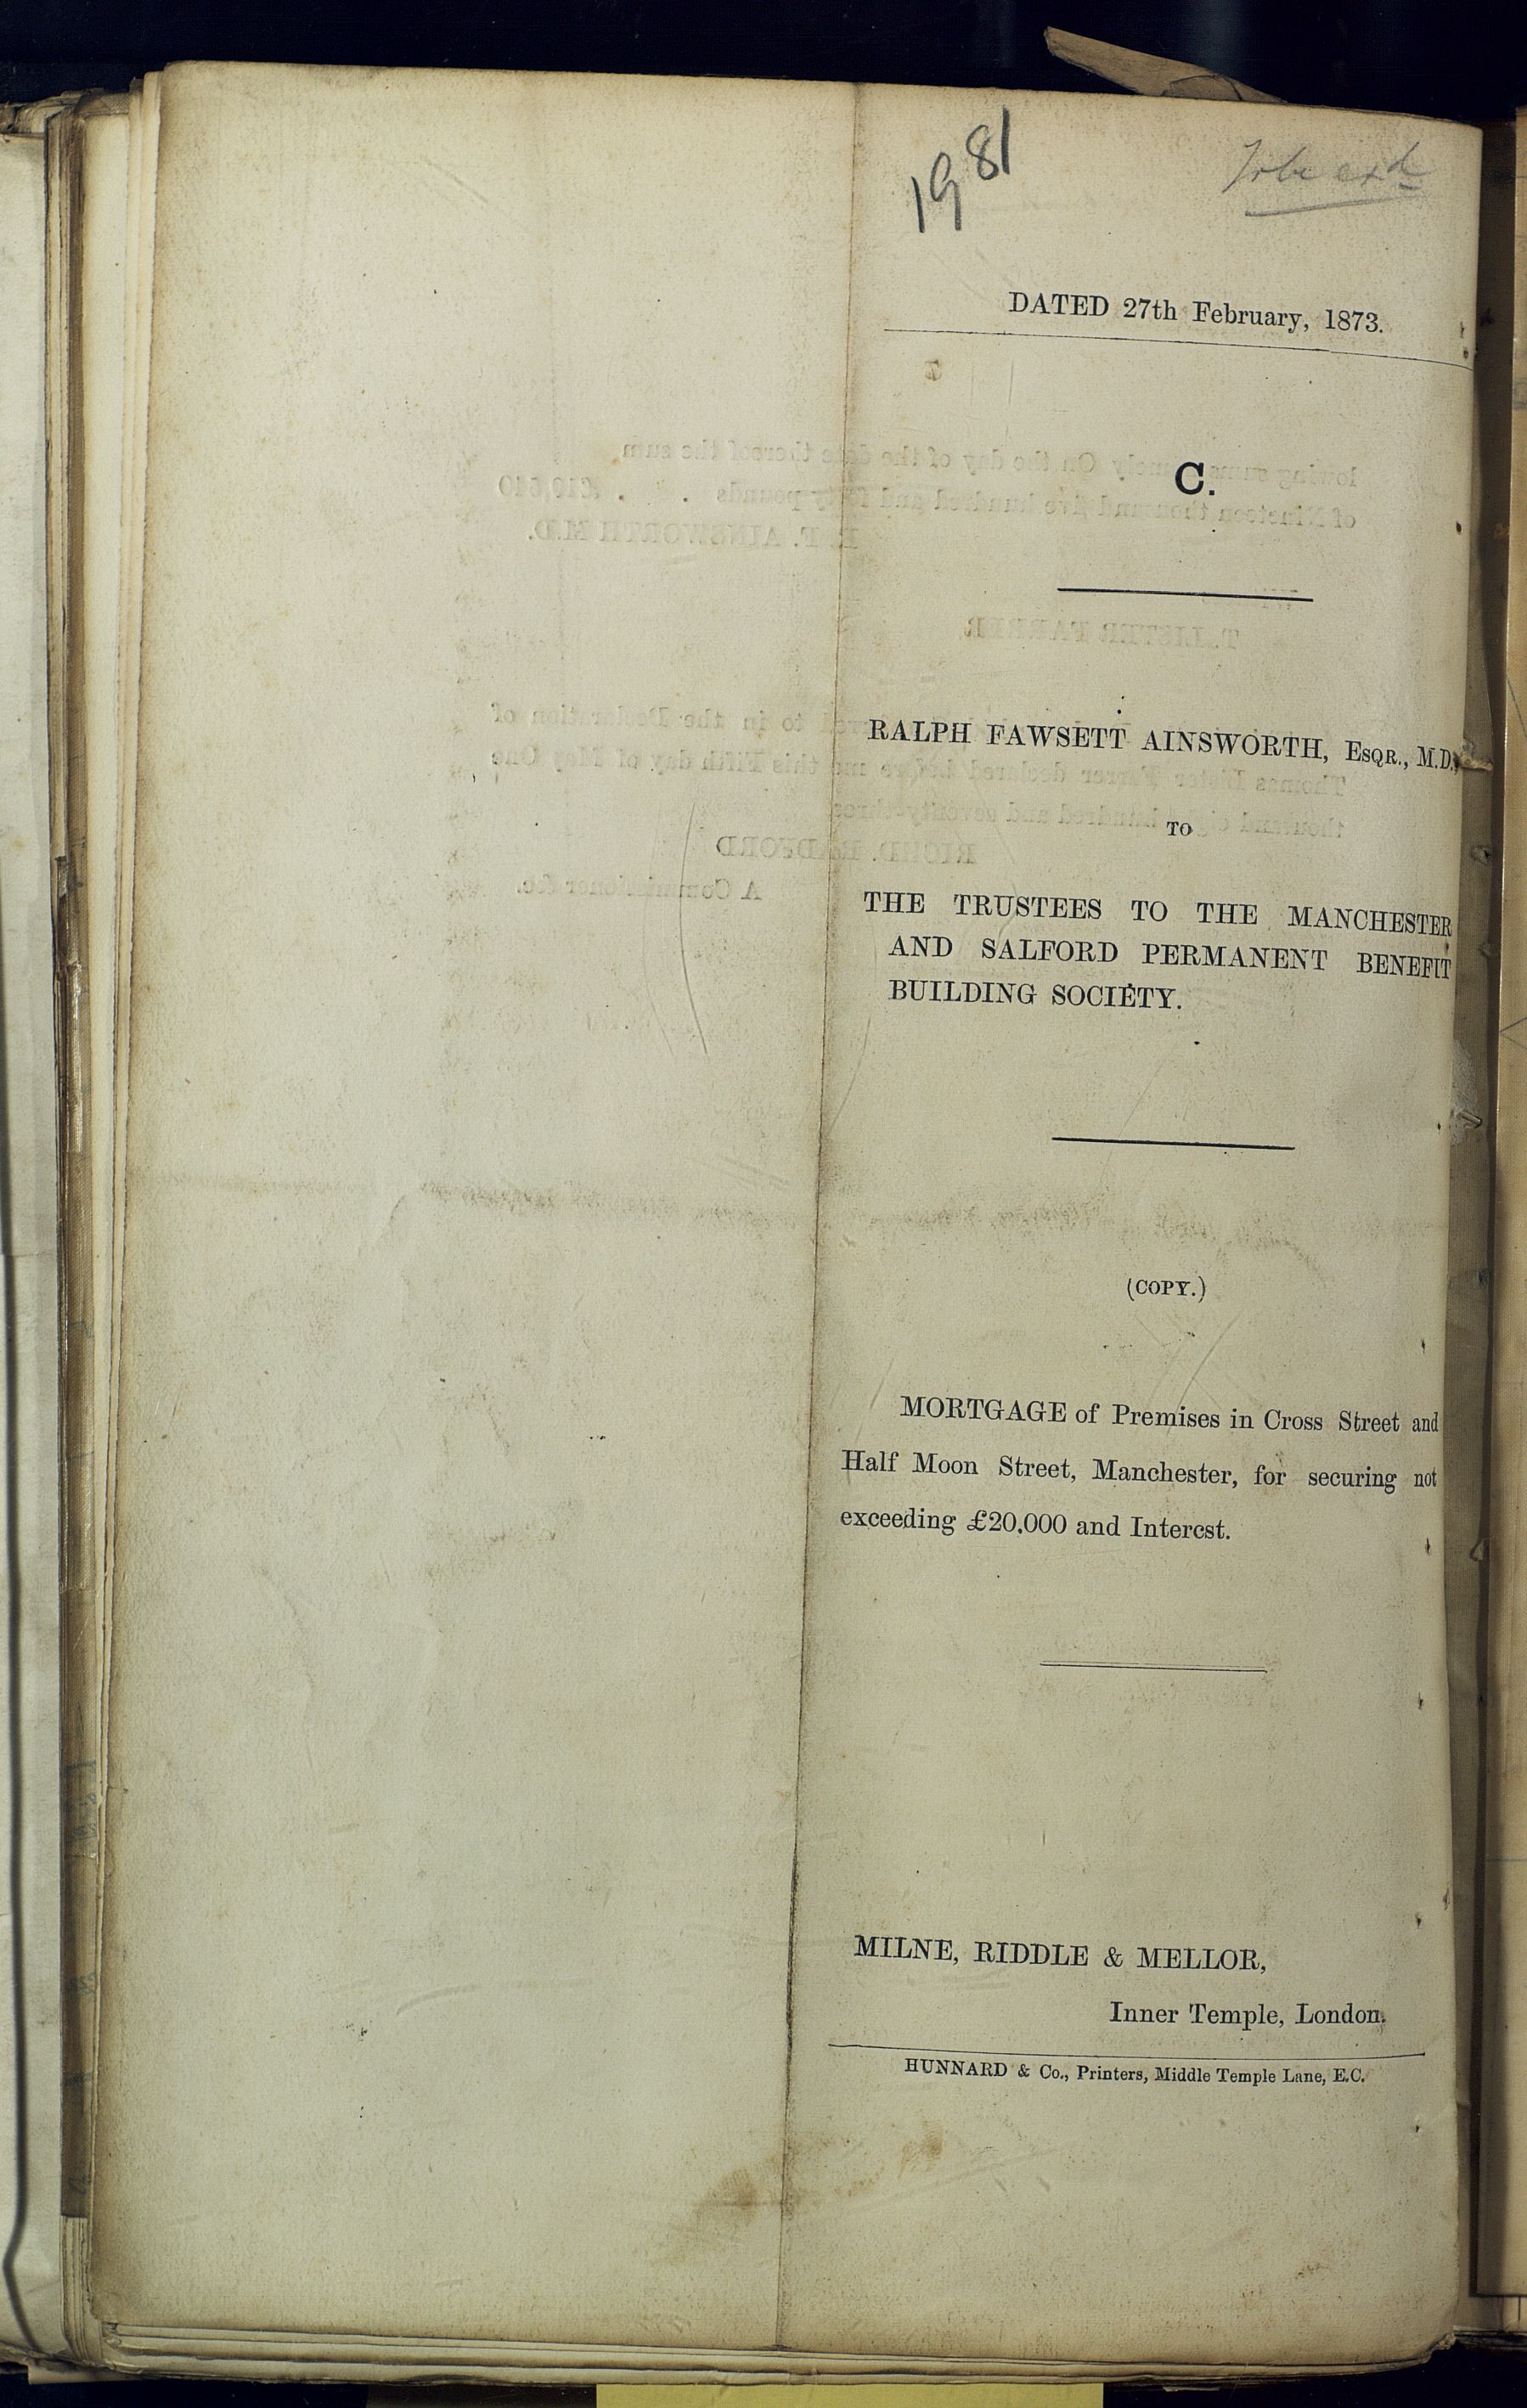 1981
DATED 27th February, 1873.
C.
RALPH FAWSETT AINSWORTH, ESQR., M.D.,
TO
THE TRUSTEES TO THE MANCHESTER
AND SALFORD PERMANENT BENEFIT
BUILDING SOCIETY.
(COPY.)
MORTGAGE of Premises in Cross Street and
Half Moon Street, Manchester, for securing not
exceeding £20,000 and Interest.
MILNE, RIDDLE & MELLOR,
Inner Temple, London.
HUNNARD & Co., Printers, Middle Temple Lane, E.C.